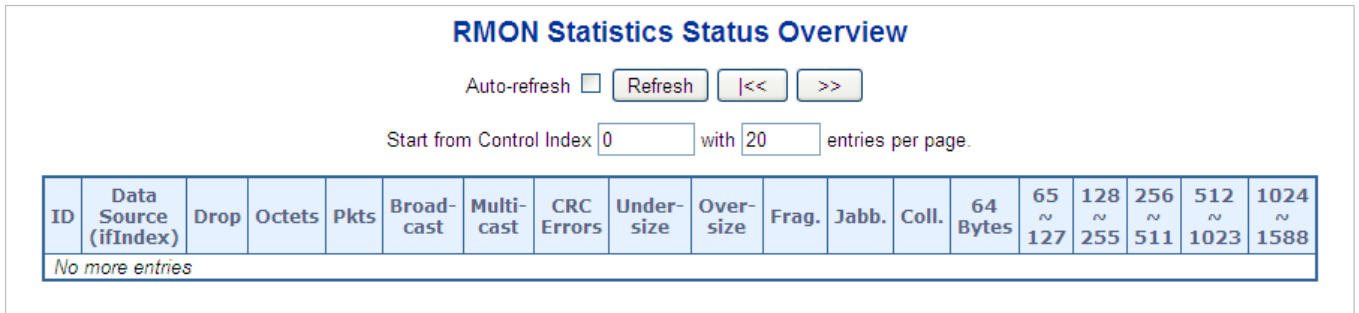 RMON Statistics Status Overview
Auto-refresh Refresh |<< >>
Start from Control Index 0 with 20 entries per page.
ID Data Source (ifIndex) Drop Octets Pkts Broad-cast Multi-cast CRC Errors Under-size Over-size Frag. Jabb. Coll. 64 Bytes 65 ~ 127 128 ~ 255 256 ~ 511 512 ~ 1023 1024 ~ 1588
No more entries